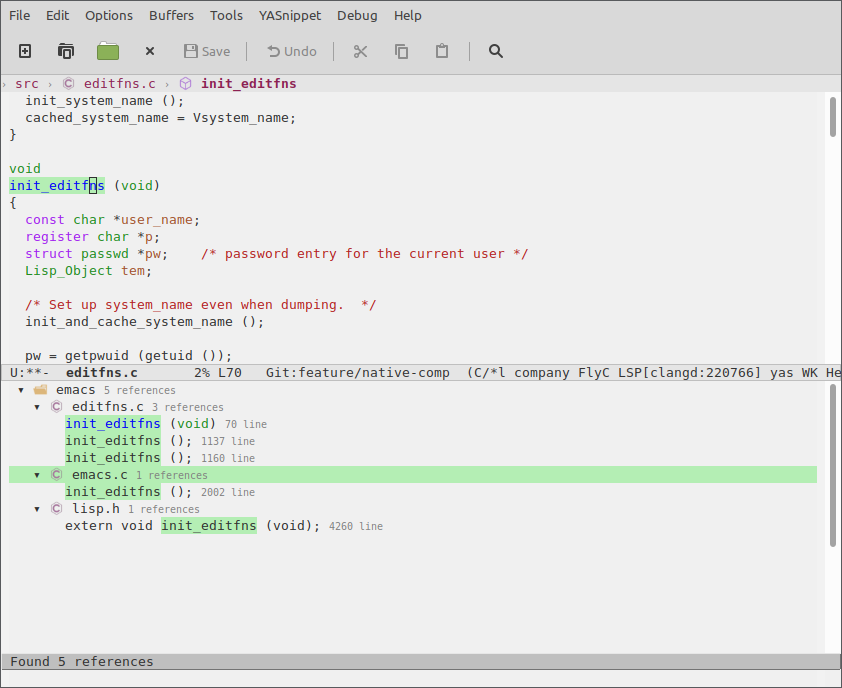 File Edit Options Buffers Tools YASnippet Debug Help
Save Undo
› src › C editfns.c › init_editfns
init_system_name ();
cached_system_name = Vsystem_name;
}
void
init_editfns (void)
{
const char *user_name;
register char *p;
struct passwd *pw; /* password entry for the current user */
Lisp_Object tem;
/* Set up system_name even when dumping. */
init_and_cache_system_name ();
pw = getpwuid (getuid ());
U:**- editfns.c 2% L70 Git:feature/native-comp (C/*l company FlyC LSP[clangd:220766] yas WK He
▾ emacs 5 references
▾ C editfns.c 3 references
init_editfns (void) 70 line
init_editfns (); 1137 line
init_editfns (); 1160 line
▾ C emacs.c 1 references
init_editfns (); 2002 line
▾ C lisp.h 1 references
extern void init_editfns (void); 4260 line
Found 5 references